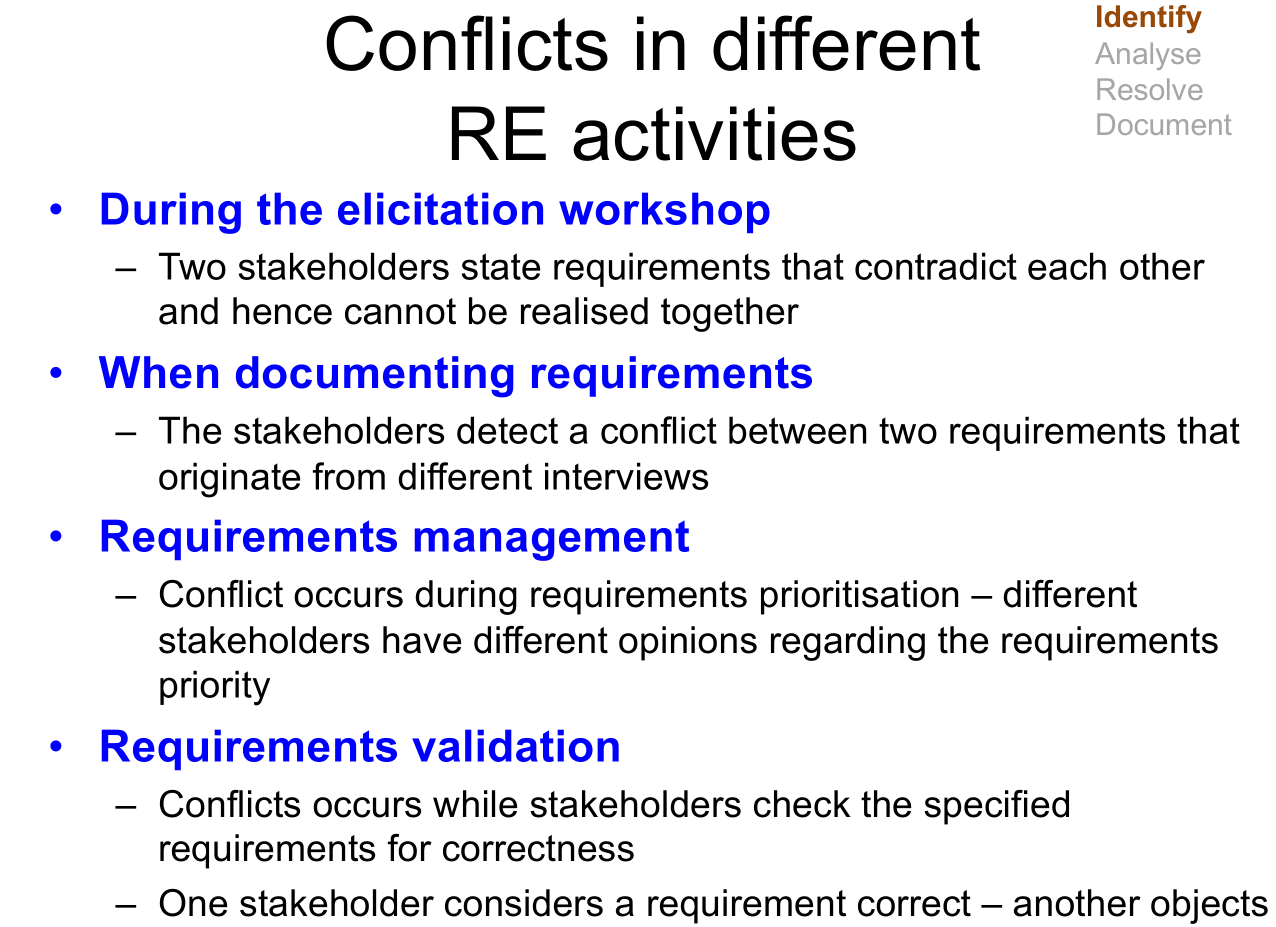 Conflicts in different
RE activities
Identify
Analyse
Resolve
Document
• During the elicitation workshop
– Two stakeholders state requirements that contradict each other
and hence cannot be realised together
• When documenting requirements
– The stakeholders detect a conflict between two requirements that
originate from different interviews
• Requirements management
– Conflict occurs during requirements prioritisation – different
stakeholders have different opinions regarding the requirements
priority
• Requirements validation
– Conflicts occurs while stakeholders check the specified
requirements for correctness
– One stakeholder considers a requirement correct – another objects